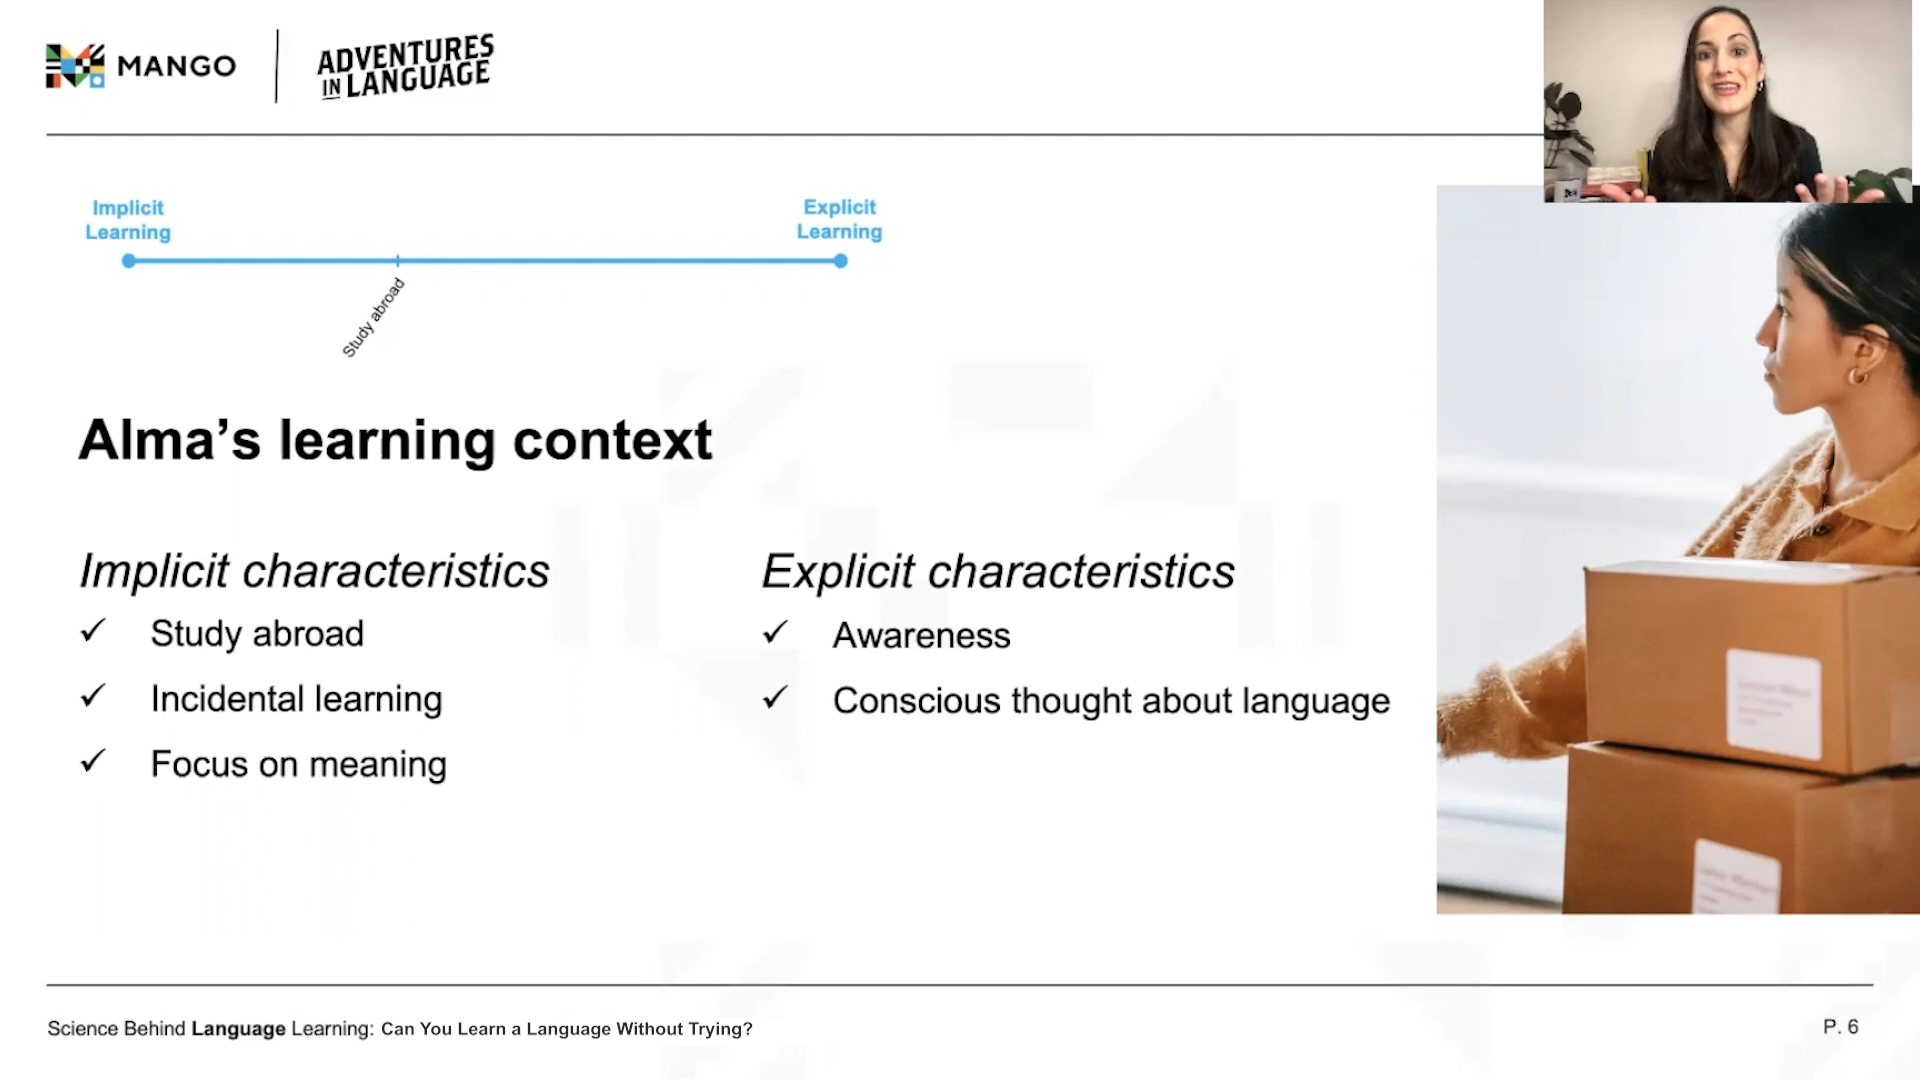 MANGO
ADVENTURES
IN LANGUAGE
Implicit
Learning
Explicit
Learning
Study abroad
Alma’s learning context
Implicit characteristics
✓ Study abroad
✓ Incidental learning
✓ Focus on meaning
Explicit characteristics
✓ Awareness
✓ Conscious thought about language
Science Behind Language Learning: Can You Learn a Language Without Trying?
P. 6